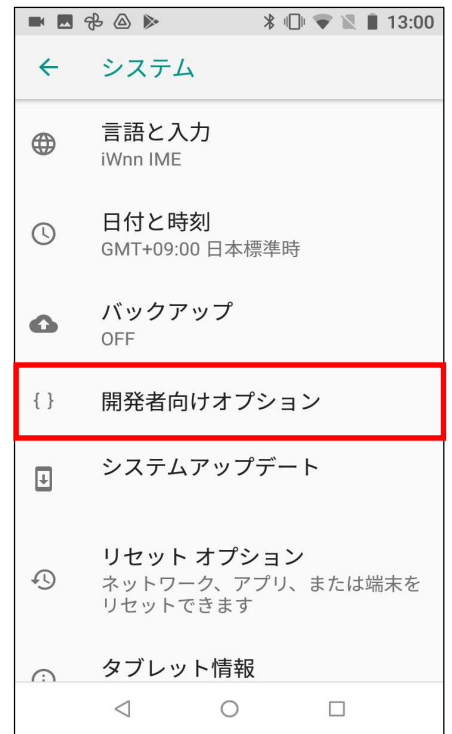 13:00
システム
言語と入力
iWnn IME
日付と時刻
GMT+09:00 日本標準時
バックアップ
OFF
{ } 開発者向けオプション
システムアップデート
リセット オプション
ネットワーク、アプリ、または端末を
リセットできます
タブレット情報